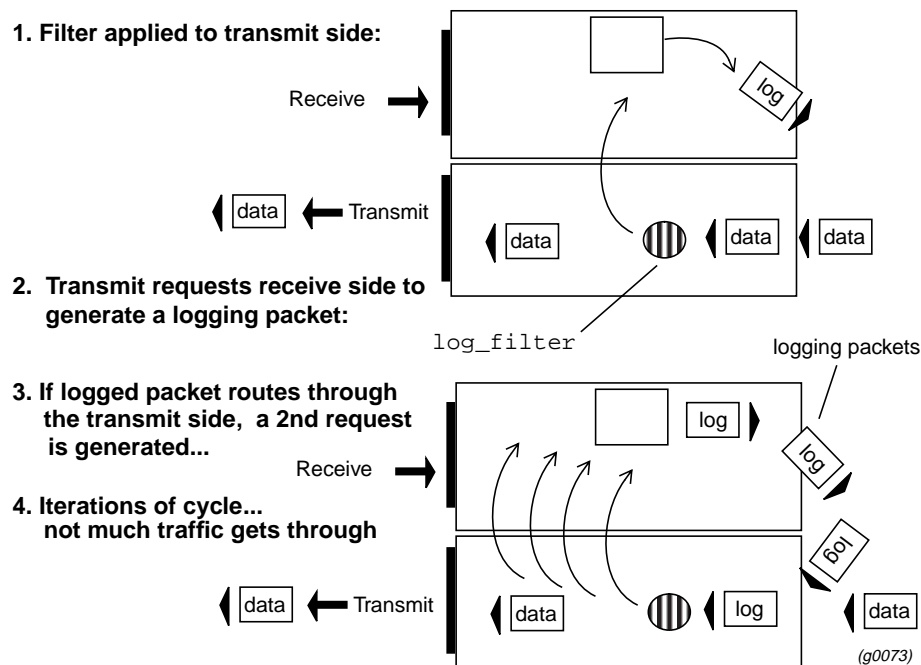 1. Filter applied to transmit side:
log
Receive
data
Transmit
data
data
data
2. Transmit requests receive side to
generate a logging packet:
log_filter
logging packets
3. If logged packet routes through
the transmit side, a 2nd request
is generated...
log
log
Receive
4. Iterations of cycle...
not much traffic gets through
log
data
Transmit
data
log
data
(g0073)